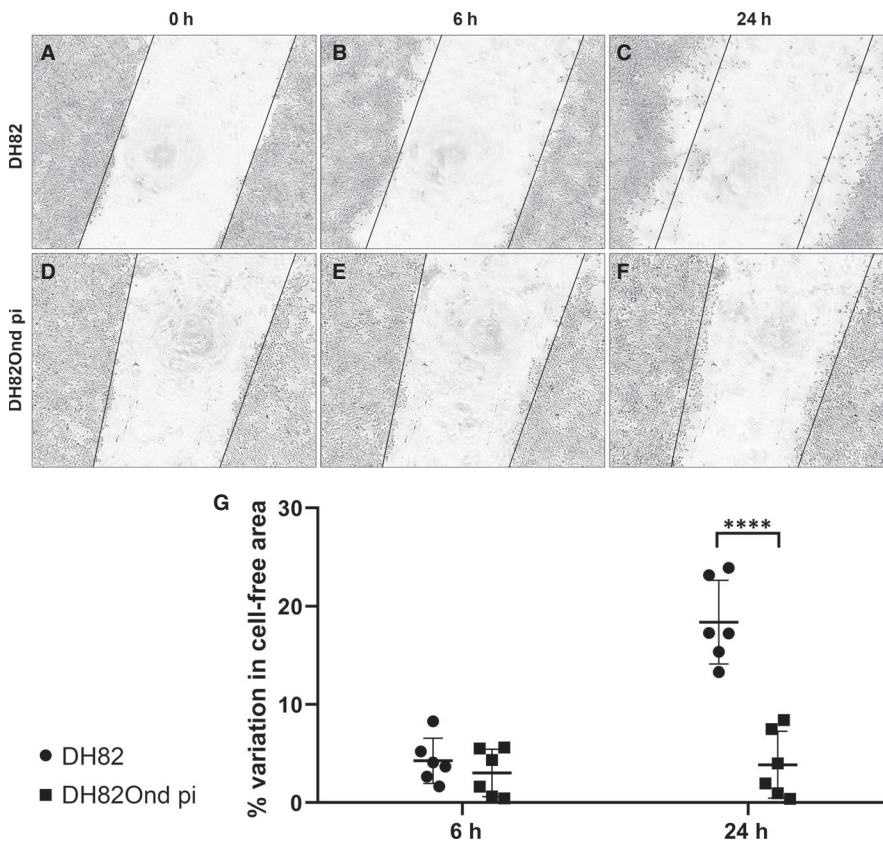 0 h 6 h 24 h
DH82
A B C
DH82Ond pi
D E F
G
% variation in cell-free area
30
20
10
0
****
6 h 24 h
DH82
DH82Ond pi